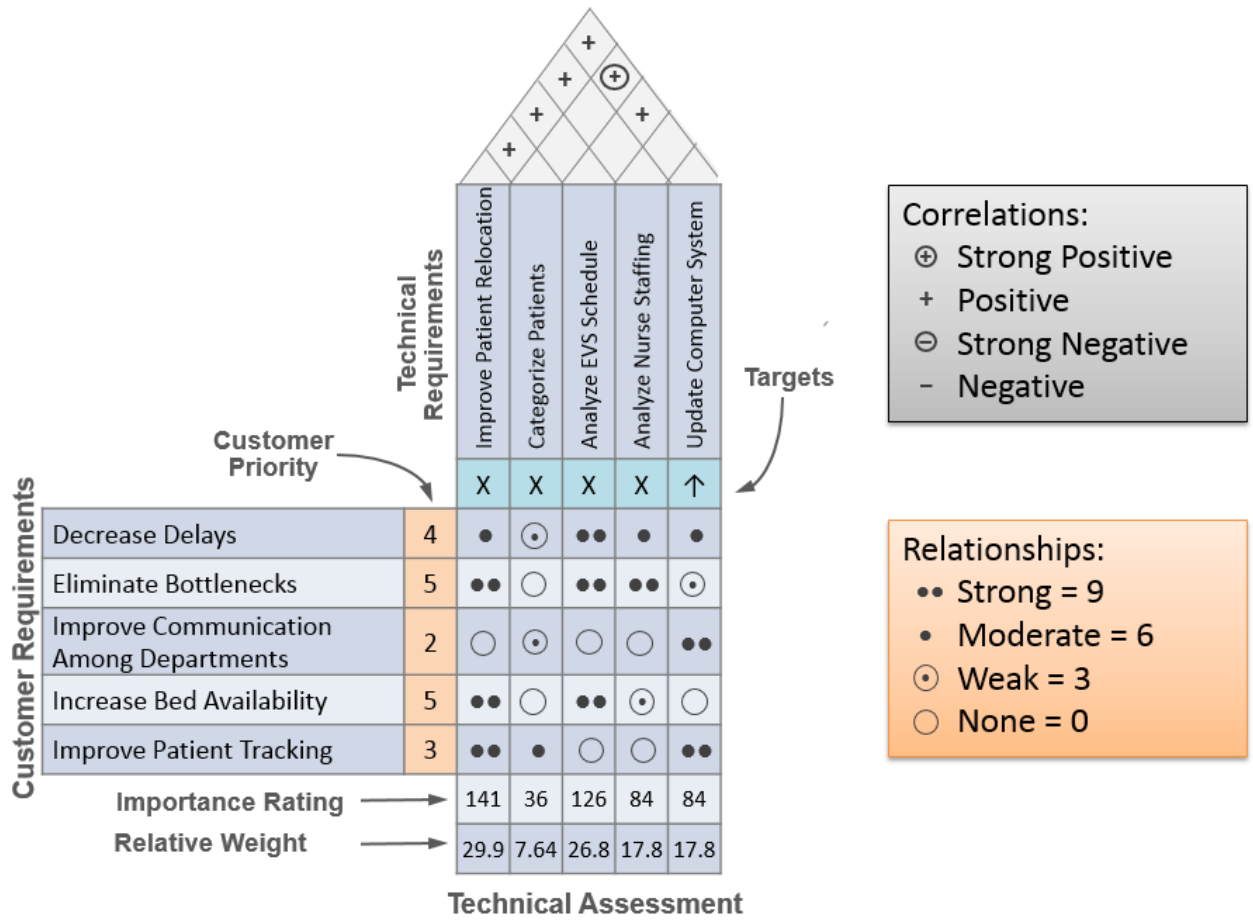 Technical
Requirements
Improve Patient Relocation
Categorize Patients
Analyze EVS Schedule
Analyze Nurse Staffing
Update Computer System
Correlations:
⊕ Strong Positive
+ Positive
⊖ Strong Negative
− Negative
Targets
Customer
Priority
X X X X ↑
Customer Requirements
Decrease Delays 4
Eliminate Bottlenecks 5
Improve Communication
Among Departments 2
Increase Bed Availability 5
Improve Patient Tracking 3
Relationships:
●● Strong = 9
● Moderate = 6
⊙ Weak = 3
○ None = 0
Importance Rating 141 36 126 84 84
Relative Weight 29.9 7.64 26.8 17.8 17.8
Technical Assessment